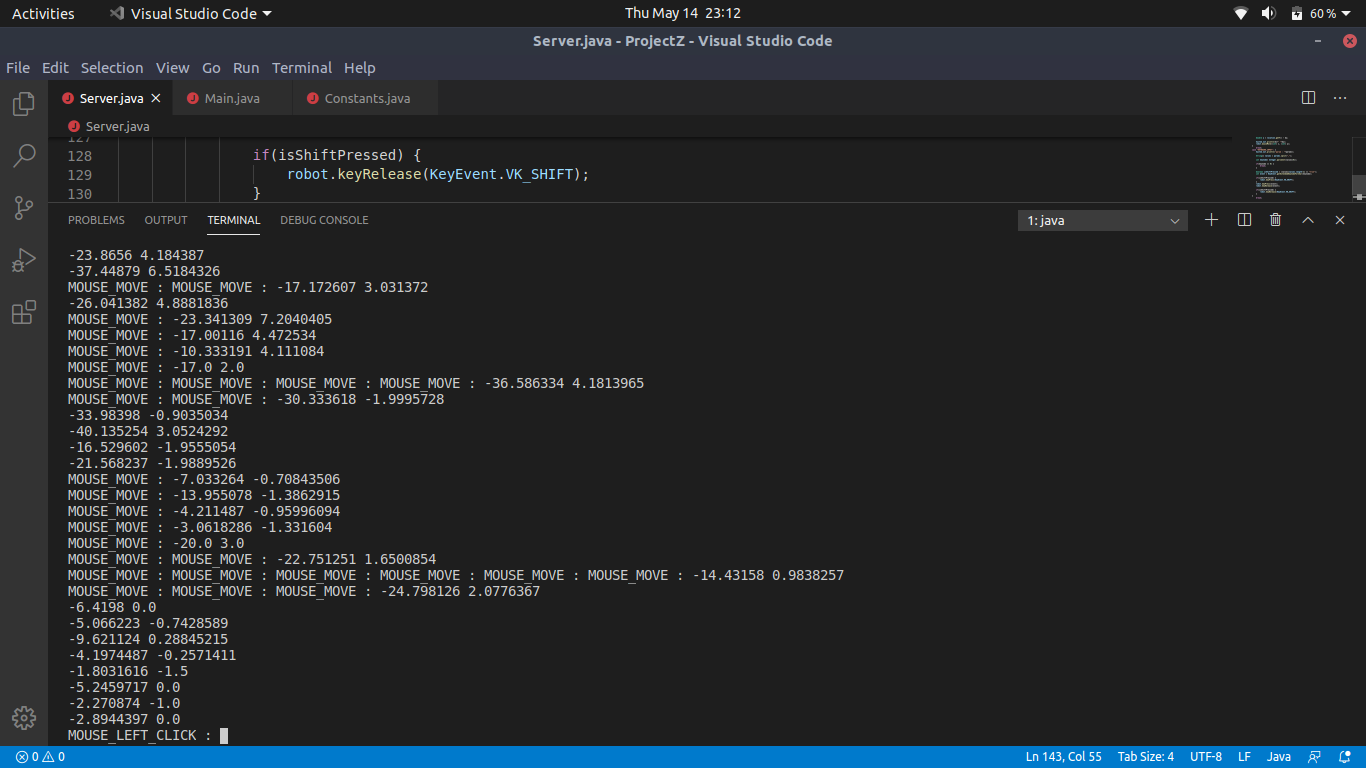 Activities Visual Studio Code Thu May 14 23:12 60 %
Server.java - ProjectZ - Visual Studio Code
File Edit Selection View Go Run Terminal Help
Server.java Main.java Constants.java
Server.java
127
128 if(isShiftPressed) {
129 robot.keyRelease(KeyEvent.VK_SHIFT);
130 }
PROBLEMS OUTPUT TERMINAL DEBUG CONSOLE 1: java
-23.8656 4.184387
-37.44879 6.5184326
MOUSE_MOVE : MOUSE_MOVE : -17.172607 3.031372
-26.041382 4.8881836
MOUSE_MOVE : -23.341309 7.2040405
MOUSE_MOVE : -17.00116 4.472534
MOUSE_MOVE : -10.333191 4.111084
MOUSE_MOVE : -17.0 2.0
MOUSE_MOVE : MOUSE_MOVE : MOUSE_MOVE : MOUSE_MOVE : -36.586334 4.1813965
MOUSE_MOVE : MOUSE_MOVE : -30.333618 -1.9995728
-33.98398 -0.9035034
-40.135254 3.0524292
-16.529602 -1.9555054
-21.568237 -1.9889526
MOUSE_MOVE : -7.033264 -0.70843506
MOUSE_MOVE : -13.955078 -1.3862915
MOUSE_MOVE : -4.211487 -0.95996094
MOUSE_MOVE : -3.0618286 -1.331604
MOUSE_MOVE : -20.0 3.0
MOUSE_MOVE : MOUSE_MOVE : -22.751251 1.6500854
MOUSE_MOVE : MOUSE_MOVE : MOUSE_MOVE : MOUSE_MOVE : MOUSE_MOVE : MOUSE_MOVE : -14.43158 0.9838257
MOUSE_MOVE : MOUSE_MOVE : MOUSE_MOVE : -24.798126 2.0776367
-6.4198 0.0
-5.066223 -0.7428589
-9.621124 0.28845215
-4.1974487 -0.2571411
-1.8031616 -1.5
-5.2459717 0.0
-2.270874 -1.0
-2.8944397 0.0
MOUSE_LEFT_CLICK :
0 0 Ln 143, Col 55 Tab Size: 4 UTF-8 LF Java